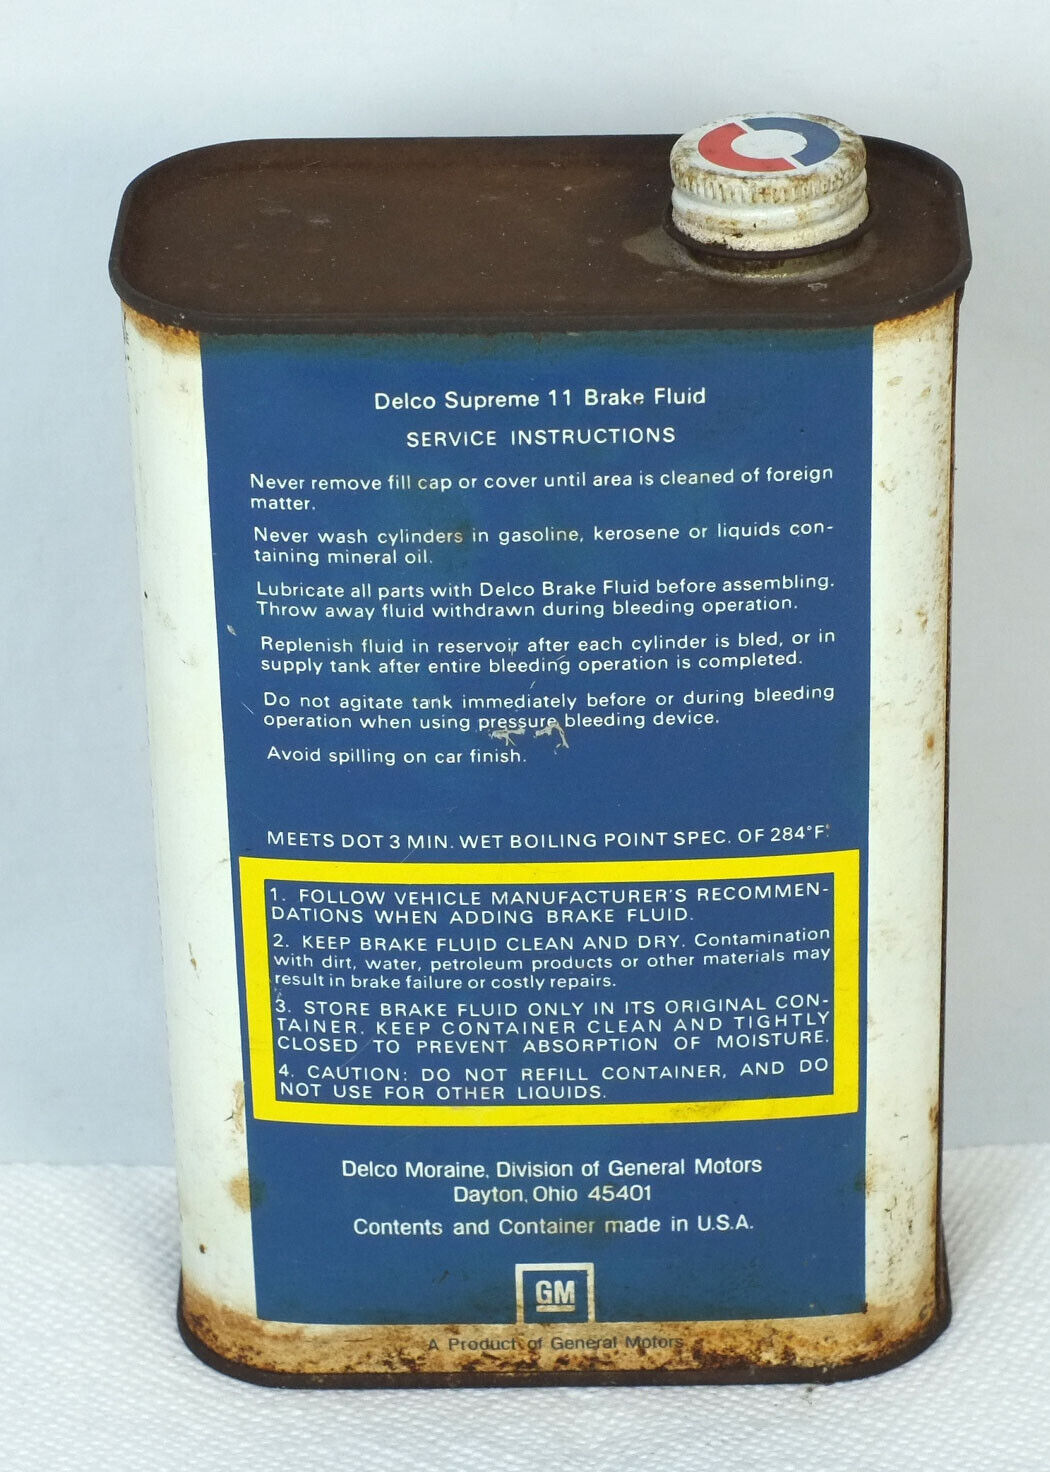 Delco Supreme 11 Brake Fluid
SERVICE INSTRUCTIONS
Never remove fill cap or cover until area is cleaned of foreign
matter.
Never wash cylinders in gasoline, kerosene or liquids con-
taining mineral oil.
Lubricate all parts with Delco Brake Fluid before assembling.
Throw away fluid withdrawn during bleeding operation.
Replenish fluid in reservoir after each cylinder is bled, or in
supply tank after entire bleeding operation is completed.
Do not agitate tank immediately before or during bleeding
operation when using pressure bleeding device.
Avoid spilling on car finish.
MEETS DOT 3 MIN. WET BOILING POINT SPEC. OF 284°F.
1. FOLLOW VEHICLE MANUFACTURER'S RECOMMEN-
DATIONS WHEN ADDING BRAKE FLUID.
2. KEEP BRAKE FLUID CLEAN AND DRY. Contamination
with dirt, water, petroleum products or other materials may
result in brake failure or costly repairs.
3. STORE BRAKE FLUID ONLY IN ITS ORIGINAL CON-
TAINER. KEEP CONTAINER CLEAN AND TIGHTLY
CLOSED TO PREVENT ABSORPTION OF MOISTURE.
4. CAUTION: DO NOT REFILL CONTAINER, AND DO
NOT USE FOR OTHER LIQUIDS.
Delco Moraine, Division of General Motors
Dayton, Ohio 45401
Contents and Container made in U.S.A.
GM
A Product of General Motors